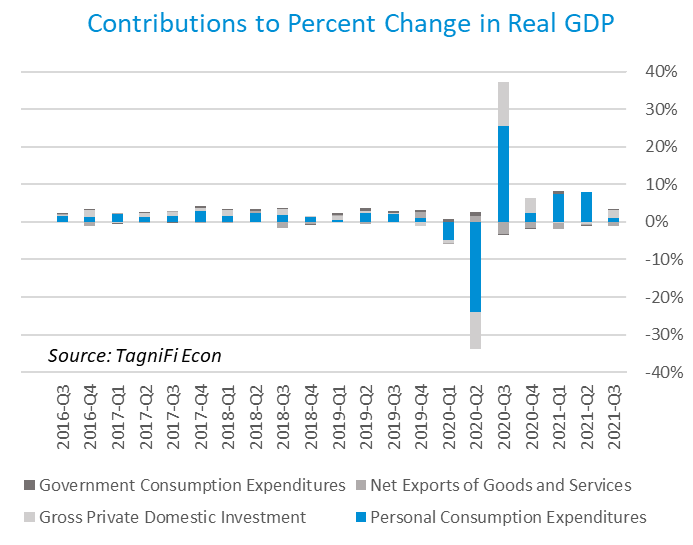 Contributions to Percent Change in Real GDP
40%
30%
20%
10%
0%
-10%
-20%
-30%
-40%
Source: TagniFi Econ
2016-Q3
2016-Q4
2017-Q1
2017-Q2
2017-Q3
2017-Q4
2018-Q1
2018-Q2
2018-Q3
2018-Q4
2019-Q1
2019-Q2
2019-Q3
2019-Q4
2020-Q1
2020-Q2
2020-Q3
2020-Q4
2021-Q1
2021-Q2
2021-Q3
Government Consumption Expenditures
Net Exports of Goods and Services
Gross Private Domestic Investment
Personal Consumption Expenditures